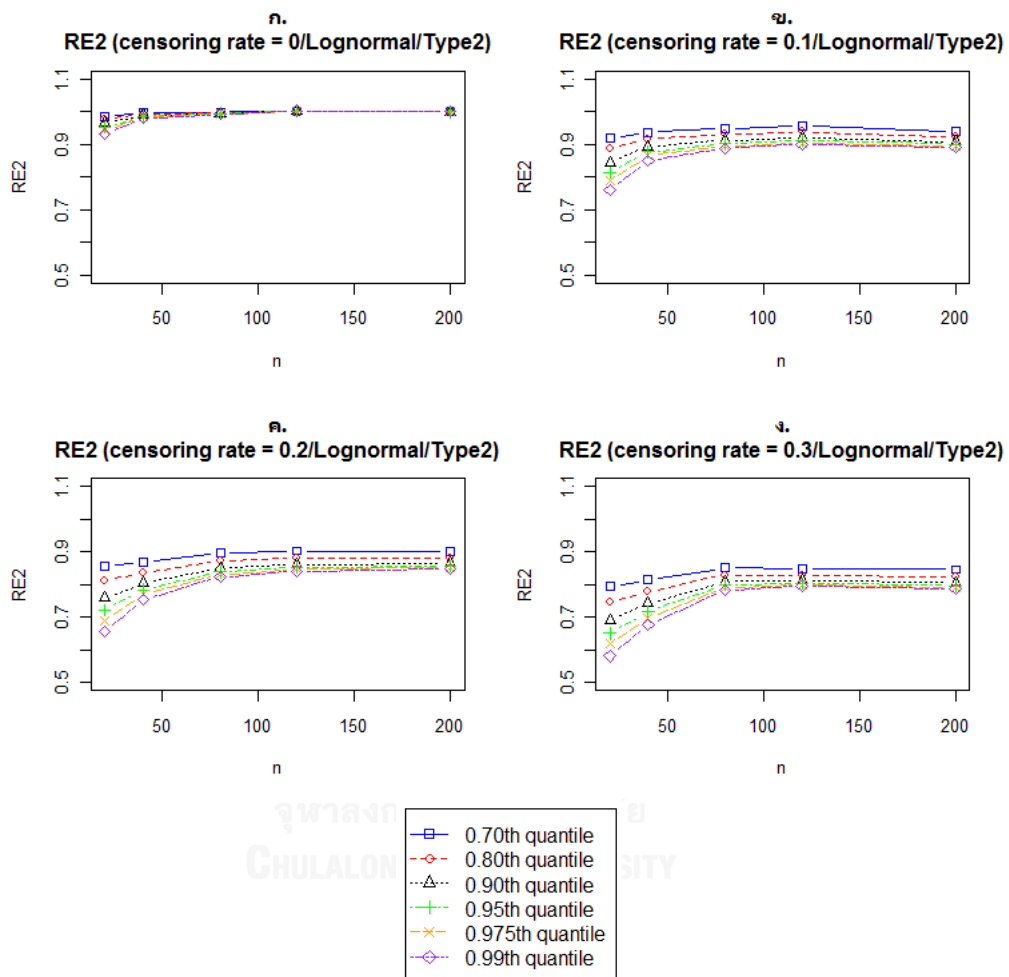 ก.
RE2 (censoring rate = 0/Lognormal/Type2)
RE2
0.5 0.7 0.9 1.1
50 100 150 200
n
ข.
RE2 (censoring rate = 0.1/Lognormal/Type2)
RE2
0.5 0.7 0.9 1.1
50 100 150 200
n
ค.
RE2 (censoring rate = 0.2/Lognormal/Type2)
RE2
0.5 0.7 0.9 1.1
50 100 150 200
n
ง.
RE2 (censoring rate = 0.3/Lognormal/Type2)
RE2
0.5 0.7 0.9 1.1
50 100 150 200
n
0.70th quantile
0.80th quantile
0.90th quantile
0.95th quantile
0.975th quantile
0.99th quantile